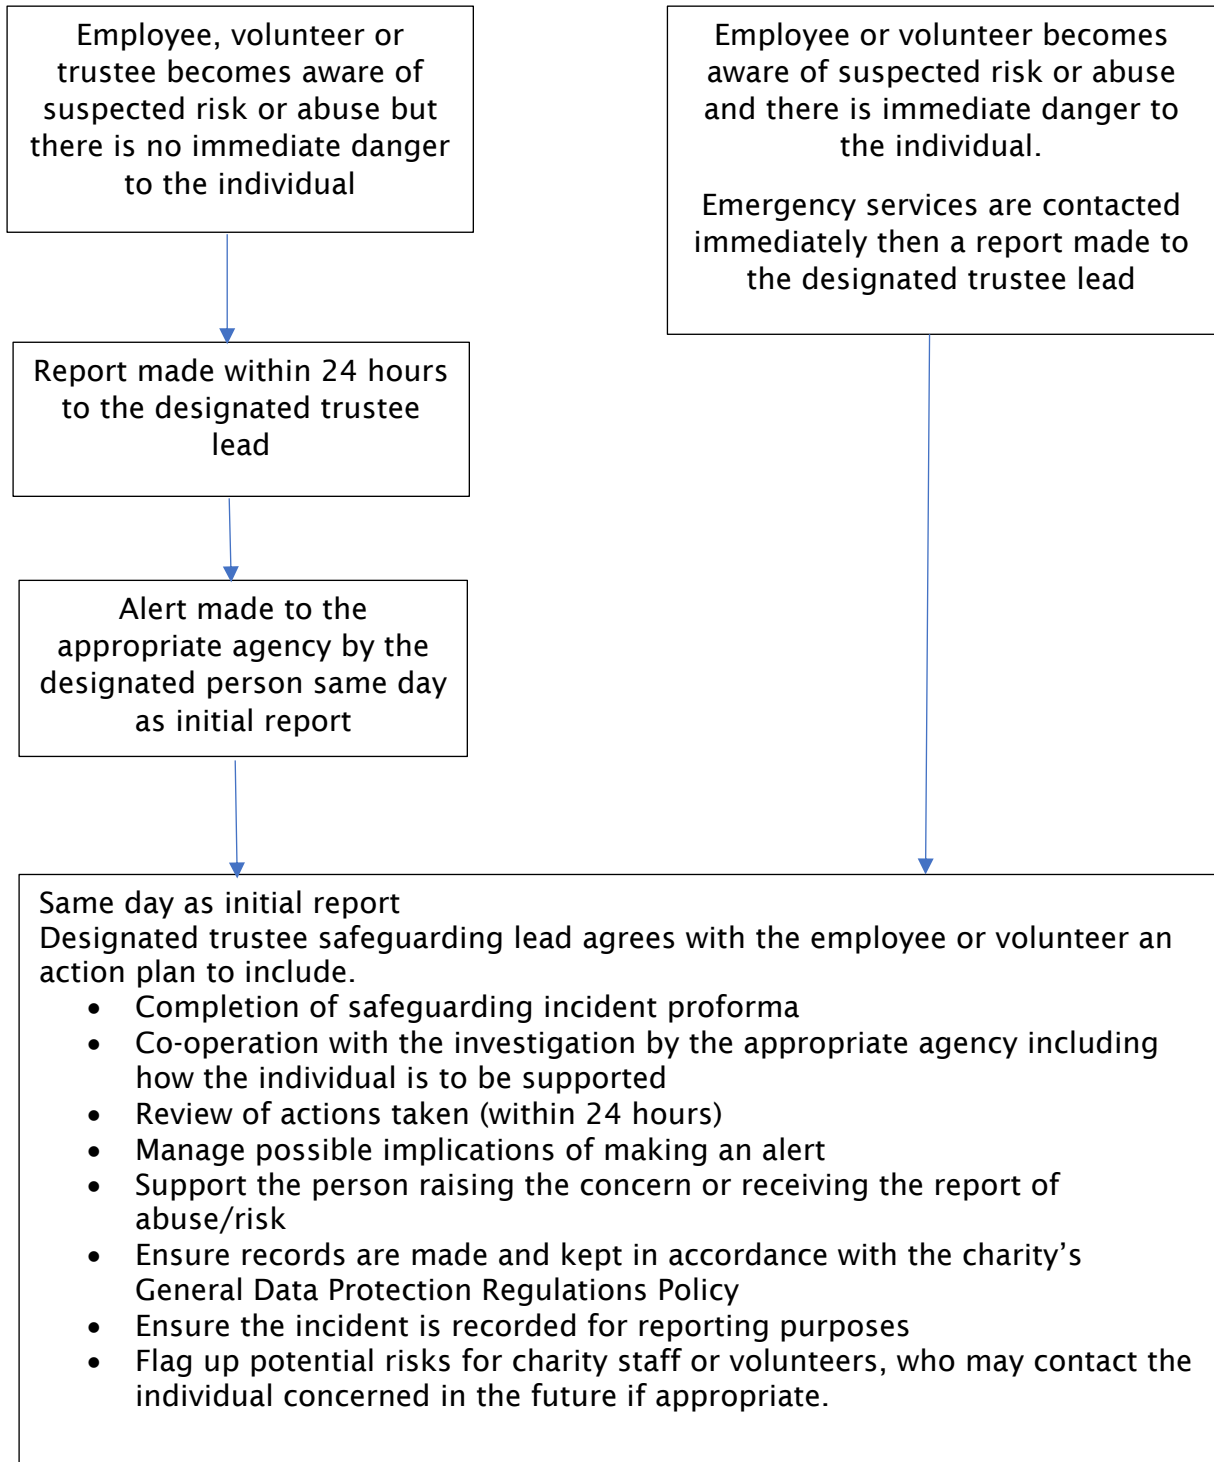 Employee, volunteer or
trustee becomes aware of
suspected risk or abuse but
there is no immediate danger
to the individual
Report made within 24 hours
to the designated trustee
lead
Alert made to the
appropriate agency by the
designated person same day
as initial report
Employee or volunteer becomes
aware of suspected risk or abuse
and there is immediate danger to
the individual.
Emergency services are contacted
immediately then a report made to
the designated trustee lead
Same day as initial report
Designated trustee safeguarding lead agrees with the employee or volunteer an
action plan to include.
• Completion of safeguarding incident proforma
• Co-operation with the investigation by the appropriate agency including
how the individual is to be supported
• Review of actions taken (within 24 hours)
• Manage possible implications of making an alert
• Support the person raising the concern or receiving the report of
abuse/risk
• Ensure records are made and kept in accordance with the charity’s
General Data Protection Regulations Policy
• Ensure the incident is recorded for reporting purposes
• Flag up potential risks for charity staff or volunteers, who may contact the
individual concerned in the future if appropriate.